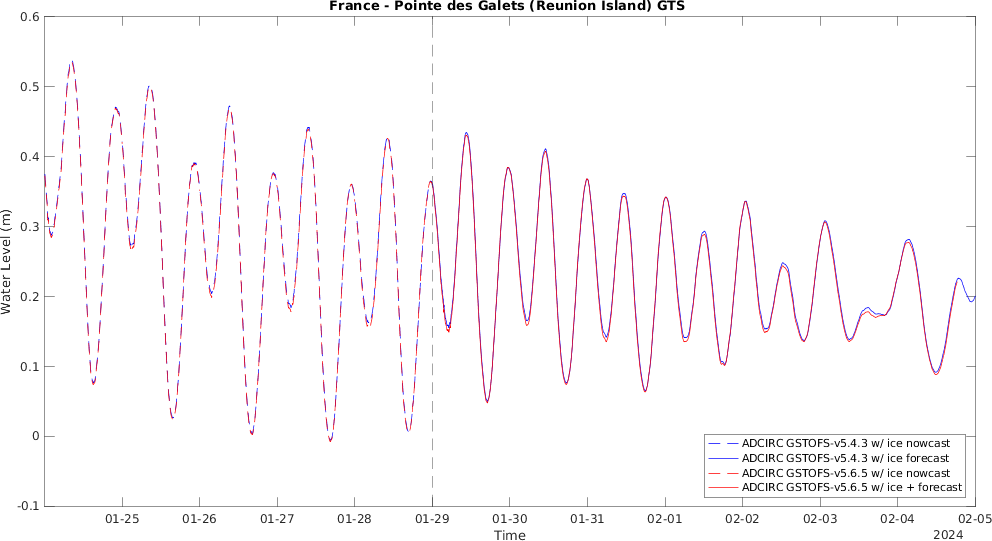 France - Pointe des Galets (Reunion Island) GTS
0.6
0.5
0.4
0.3
0.2
0.1
0
-0.1
Water Level (m)
01-25 01-26 01-27 01-28 01-29 01-30 01-31 02-01 02-02 02-03 02-04 02-05
Time
2024
ADCIRC GSTOFS-v5.4.3 w/ ice nowcast
ADCIRC GSTOFS-v5.4.3 w/ ice forecast
ADCIRC GSTOFS-v5.6.5 w/ ice nowcast
ADCIRC GSTOFS-v5.6.5 w/ ice + forecast